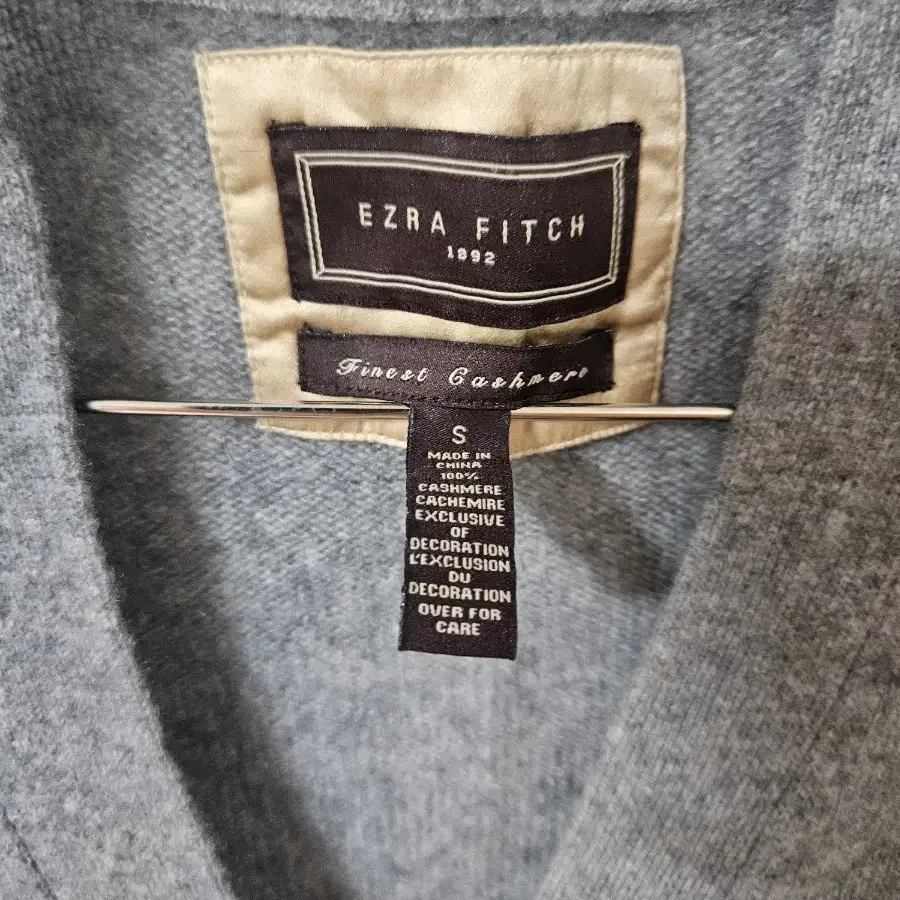 EZRA FITCH
1892
Finest Cashmere
S
MADE IN
CHINA
100%
CASHMERE
CACHEMIRE
EXCLUSIVE
OF
DECORATION
L'EXCLUSION
DU
DECORATION
OVER FOR
CARE